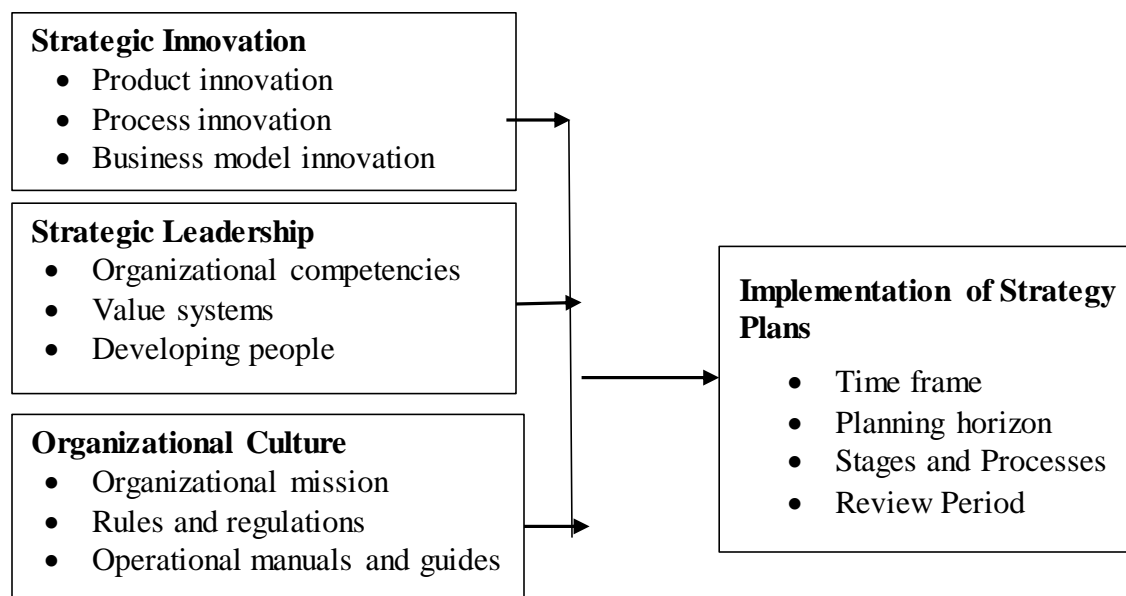 Strategic Innovation
• Product innovation
• Process innovation
• Business model innovation
Strategic Leadership
• Organizational competencies
• Value systems
• Developing people
Organizational Culture
• Organizational mission
• Rules and regulations
• Operational manuals and guides
Implementation of Strategy
Plans
• Time frame
• Planning horizon
• Stages and Processes
• Review Period